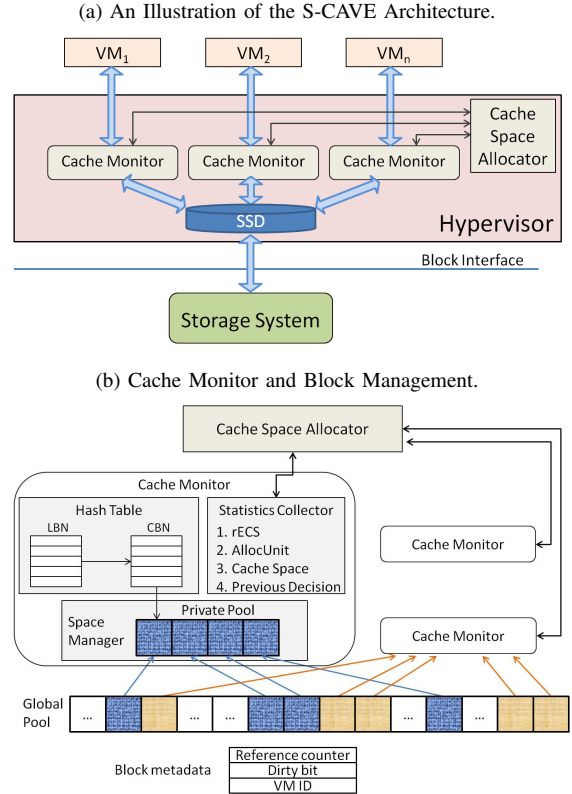 (a) An Illustration of the S-CAVE Architecture.
VM1 VM2 VMn
Cache
Space
Allocator
Cache Monitor Cache Monitor Cache Monitor
SSD
Hypervisor
Block Interface
Storage System
(b) Cache Monitor and Block Management.
Cache Space Allocator
Cache Monitor
Hash Table
LBN CBN
Statistics Collector
1. rECS
2. AllocUnit
3. Cache Space
4. Previous Decision
Cache Monitor
Private Pool
Space
Manager
Cache Monitor
Global
Pool
... ... ... ... ...
Block metadata
Reference counter
Dirty bit
VM ID